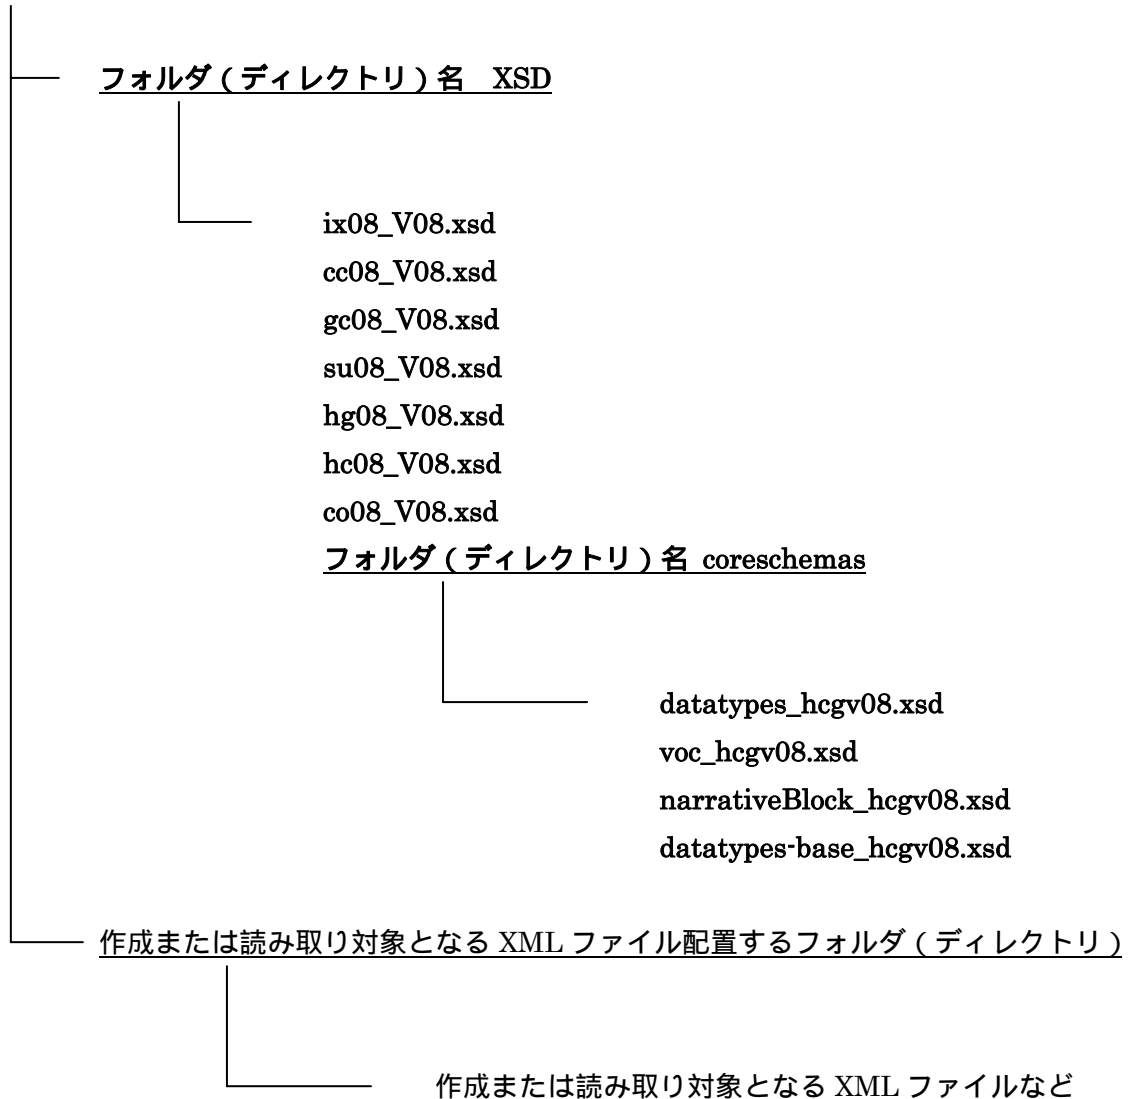 フォルダ（ディレクトリ）名　XSD
ix08_V08.xsd
cc08_V08.xsd
gc08_V08.xsd
su08_V08.xsd
hg08_V08.xsd
hc08_V08.xsd
co08_V08.xsd
フォルダ（ディレクトリ）名 coreschemas
datatypes_hcgv08.xsd
voc_hcgv08.xsd
narrativeBlock_hcgv08.xsd
datatypes-base_hcgv08.xsd
作成または読み取り対象となる XML ファイル配置するフォルダ（ディレクトリ）
作成または読み取り対象となる XML ファイルなど